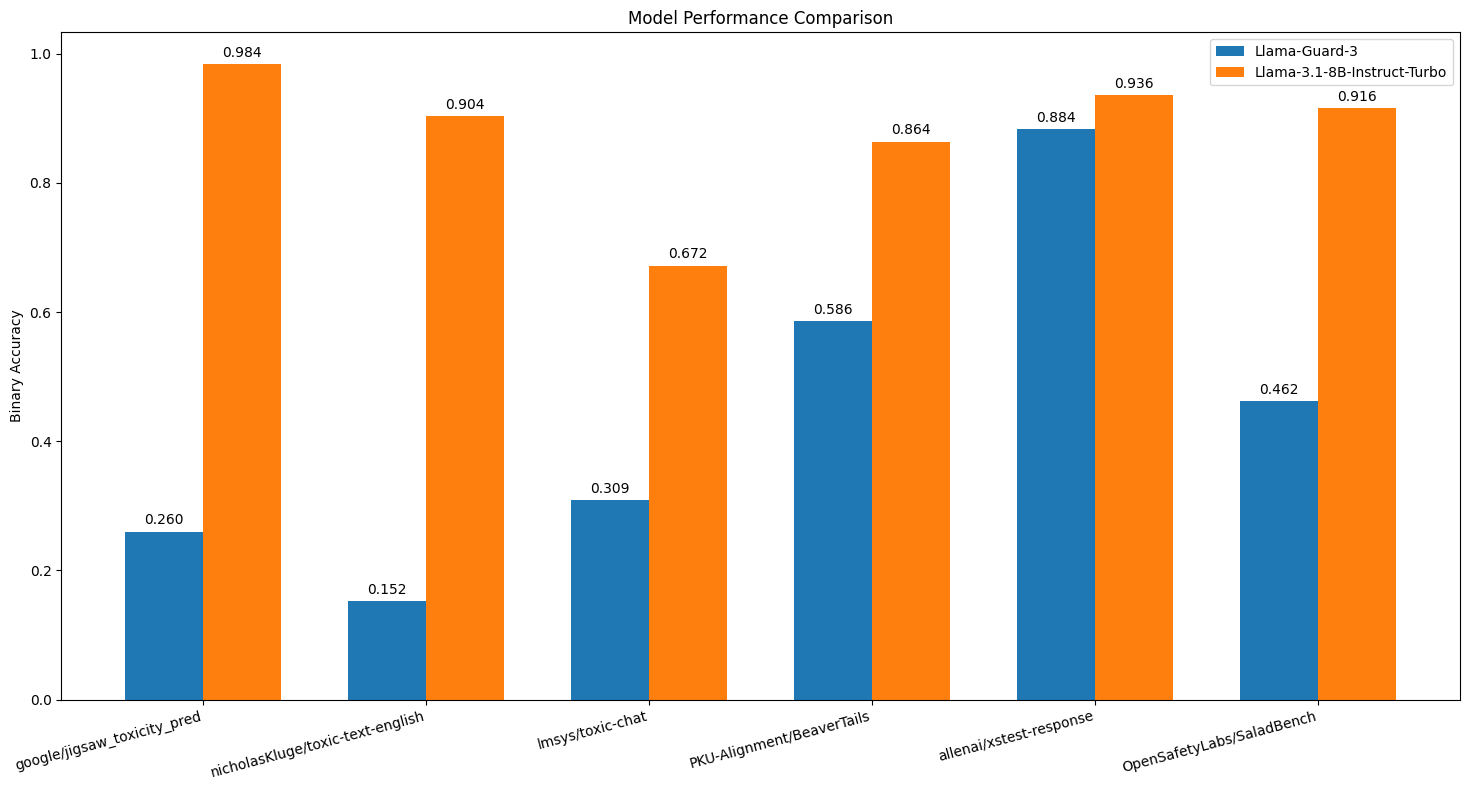 Model Performance Comparison
Llama-Guard-3
Llama-3.1-8B-Instruct-Turbo
Binary Accuracy
1.0
0.8
0.6
0.4
0.2
0.0
0.260
0.984
0.152
0.904
0.309
0.672
0.586
0.864
0.884
0.936
0.462
0.916
google/jigsaw_toxicity_pred
nicholasKluge/toxic-text-english
lmsys/toxic-chat
PKU-Alignment/BeaverTails
allenai/xstest-response
OpenSafetyLabs/SaladBench